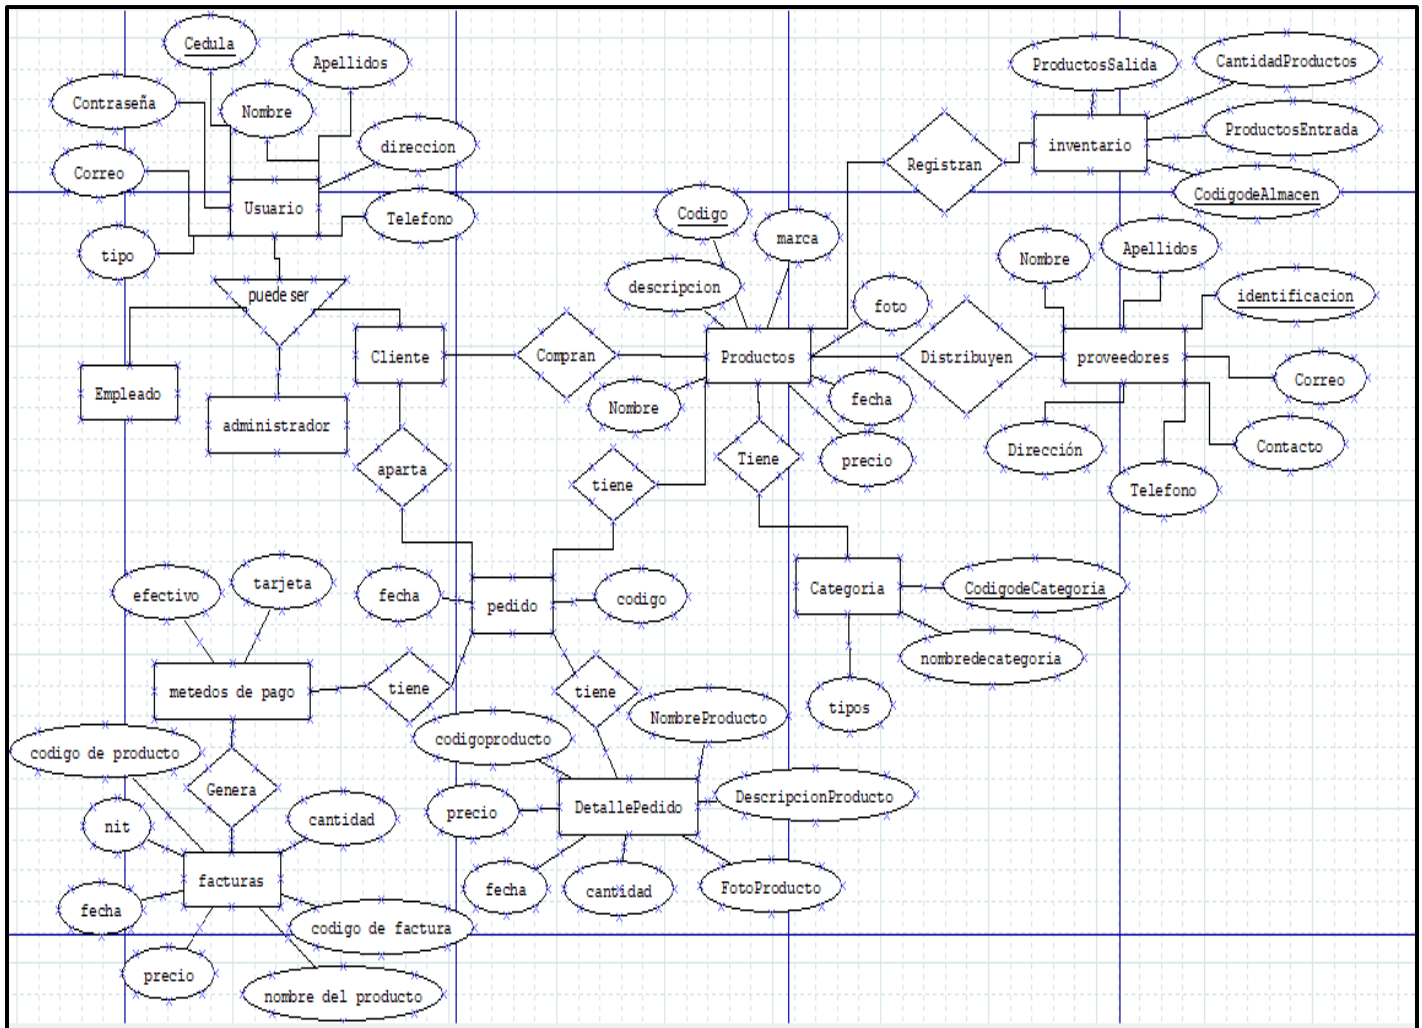 Cedula
Apellidos
Contraseña
Nombre
direccion
Correo
Usuario
Telefono
tipo
puede ser
Empleado
administrador
Cliente
Compran
aparta
ProductosSalida
CantidadProductos
ProductosEntrada
inventario
Registran
CodigodeAlmacen
Codigo
marca
descripcion
foto
Productos
Distribuyen
Nombre
fecha
precio
tiene
Tiene
Nombre
Apellidos
identificacion
proveedores
Correo
Dirección
Contacto
Telefono
efectivo
tarjeta
fecha
pedido
codigo
Categoria
CodigodeCategoria
nombredecategoria
tipos
metedos de pago
tiene
tiene
codigo de producto
Genera
nit
cantidad
facturas
fecha
codigo de factura
precio
nombre del producto
codigoproducto
NombreProducto
precio
DetallePedido
DescripcionProducto
fecha
cantidad
FotoProducto